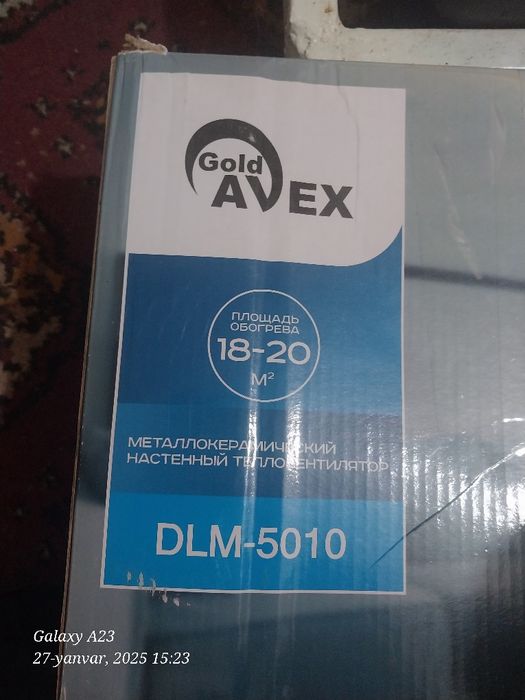 Gold
AVEX
ПЛОЩАДЬ
ОБОГРЕВА
18-20
М²
МЕТАЛЛОКЕРАМИЧЕСКИЙ
НАСТЕННЫЙ ТЕПЛОВЕНТИЛЯТОР
DLM-5010
Galaxy A23
27-yanvar, 2025 15:23